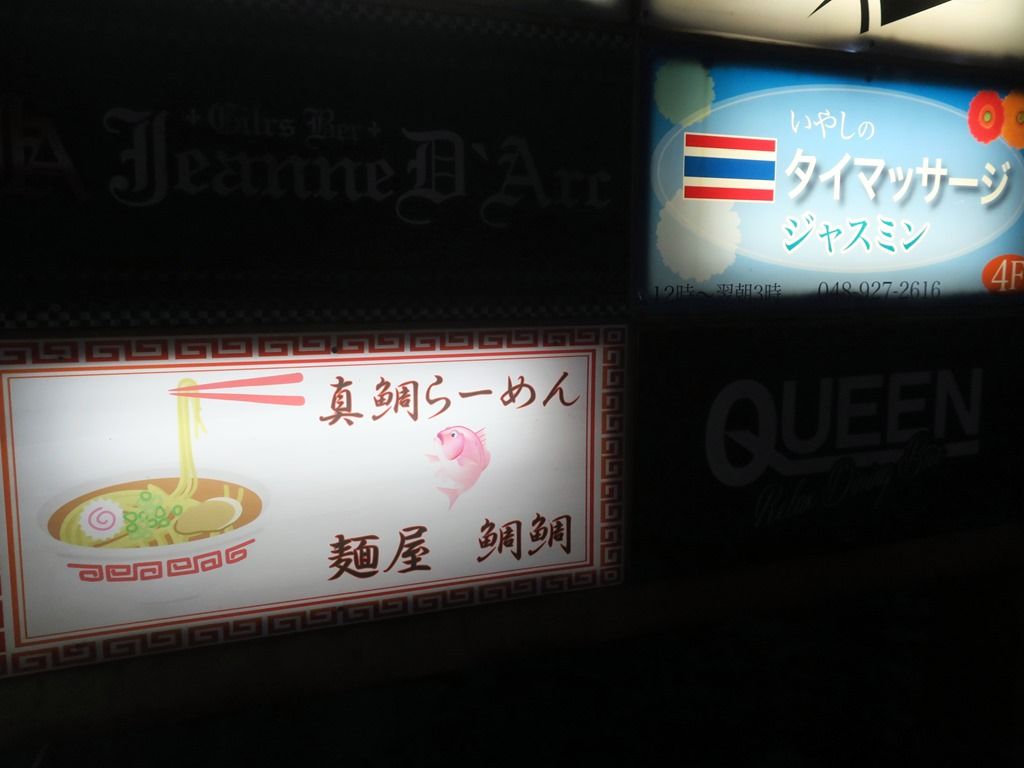 Girls Bar
Jeanne D'Arc
いやしの
タイマッサージ
ジャスミン
4F
12時～翌朝3時 048-927-2616
真鯛らーめん
麺屋 鯛鯛
QUEEN